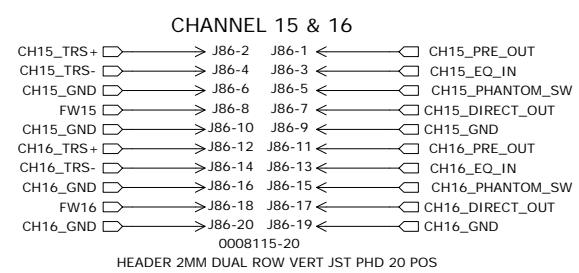 CHANNEL 15 & 16
CH15_TRS+ J86-2 J86-1 CH15_PRE_OUT
CH15_TRS- J86-4 J86-3 CH15_EQ_IN
CH15_GND J86-6 J86-5 CH15_PHANTOM_SW
FW15 J86-8 J86-7 CH15_DIRECT_OUT
CH15_GND J86-10 J86-9 CH15_GND
CH16_TRS+ J86-12 J86-11 CH16_PRE_OUT
CH16_TRS- J86-14 J86-13 CH16_EQ_IN
CH16_GND J86-16 J86-15 CH16_PHANTOM_SW
FW16 J86-18 J86-17 CH16_DIRECT_OUT
CH16_GND J86-20 J86-19 CH16_GND
0008115-20
HEADER 2MM DUAL ROW VERT JST PHD 20 POS